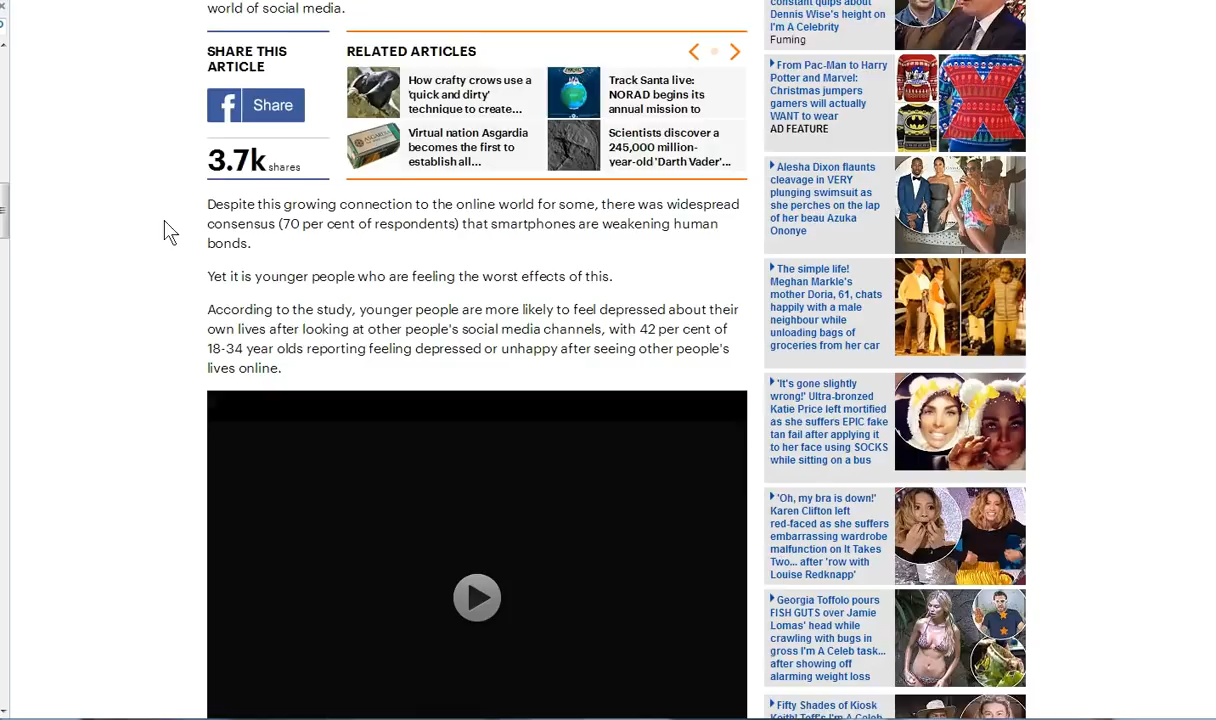 world of social media.
SHARE THIS
ARTICLE
Share
3.7k shares
RELATED ARTICLES
How crafty crows use a
'quick and dirty'
technique to create...
Track Santa live:
NORAD begins its
annual mission to
Virtual nation Asgardia
becomes the first to
establish all...
Scientists discover a
245,000 million-
year-old 'Darth Vader'...
Despite this growing connection to the online world for some, there was widespread
consensus (70 per cent of respondents) that smartphones are weakening human
bonds.
Yet it is younger people who are feeling the worst effects of this.
According to the study, younger people are more likely to feel depressed about their
own lives after looking at other people's social media channels, with 42 per cent of
18-34 year olds reporting feeling depressed or unhappy after seeing other people's
lives online.
constant quips about
Dennis Wise's height on
I'm A Celebrity
Fuming
From Pac-Man to Harry
Potter and Marvel:
Christmas jumpers
gamers will actually
WANT to wear
AD FEATURE
Alesha Dixon flaunts
cleavage in VERY
plunging swimsuit as
she perches on the lap
of her beau Azuka
Ononye
The simple life!
Meghan Markle's
mother Doria, 61, chats
happily with a male
neighbour while
unloading bags of
groceries from her car
'It's gone slightly
wrong!' Ultra-bronzed
Katie Price left mortified
as she suffers EPIC fake
tan fail after applying it
to her face using SOCKS
while sitting on a bus
'Oh, my bra is down!'
Karen Clifton left
red-faced as she suffers
embarrassing wardrobe
malfunction on It Takes
Two... after 'row with
Louise Redknapp'
Georgia Toffolo pours
FISH GUTS over Jamie
Lomas' head while
crawling with bugs in
gross I'm A Celeb task...
after showing off
alarming weight loss
Fifty Shades of Kiosk
Keith! Toff's I'm A Celeb